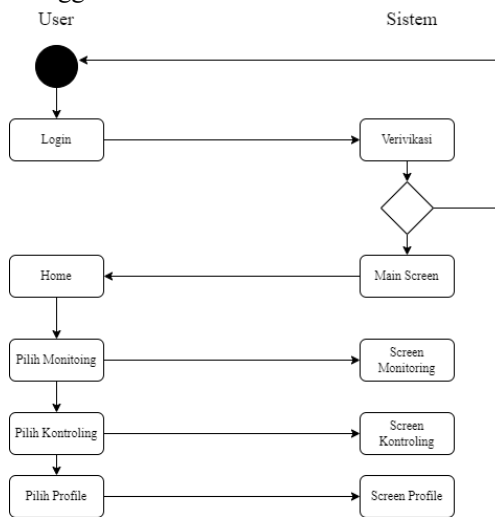 User Sistem
Login Verivikasi
Home Main Screen
Pilih Monitoing Screen
Monitoring
Pilih Kontroling Screen
Kontroling
Pilih Profile Screen Profile